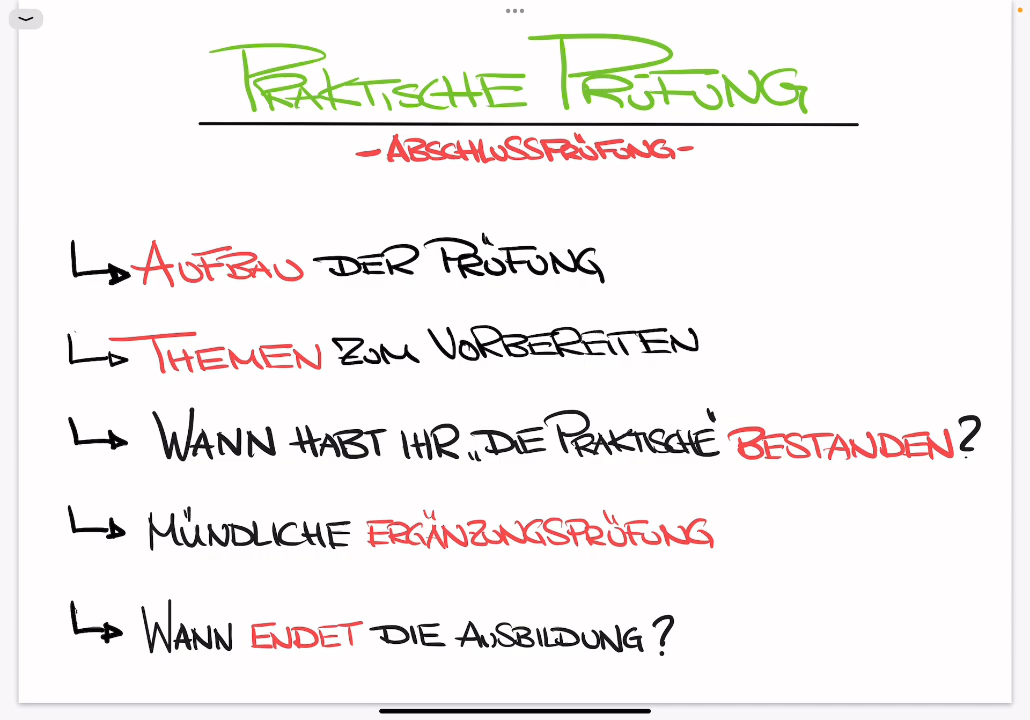 PRAKTISCHE PRÜFUNG
- ABSCHLUSSPRÜFUNG -
AUFBAU DER PRÜFUNG
THEMEN ZUM VORBEREITEN
WANN HABT IHR „DIE PRAKTISCHE" BESTANDEN?
MÜNDLICHE ERGÄNZUNGSPRÜFUNG
WANN ENDET DIE AUSBILDUNG?